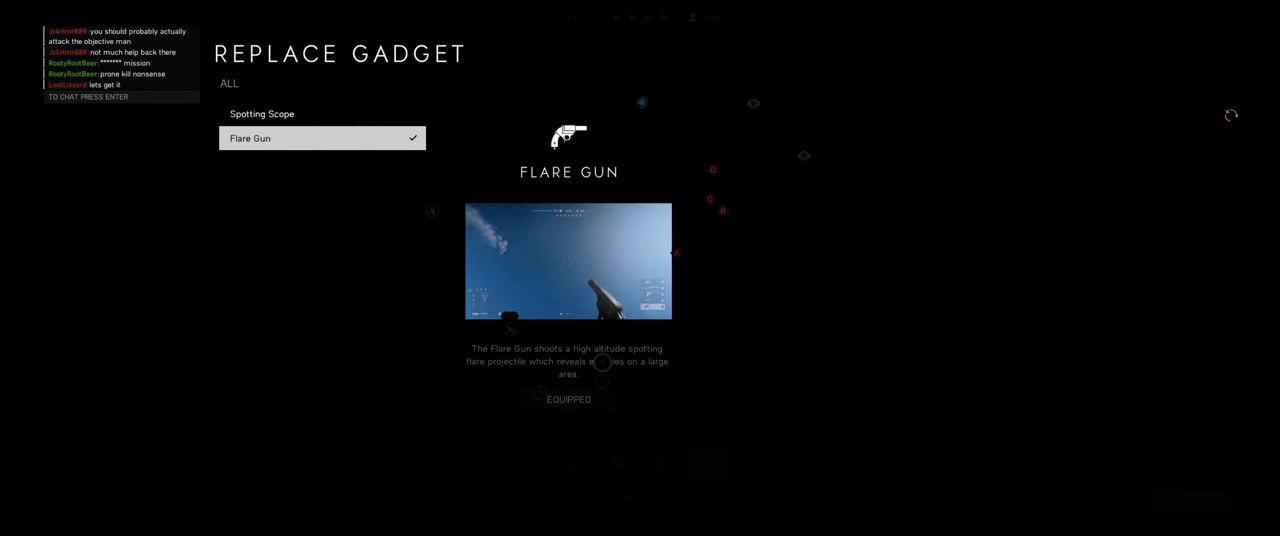 JckHmr889: you should probably actually
attack the objective man
JckHmr889: not much help back there
RootyRootBeer: ******* mission
RootyRootBeer: prone kill nonsense
LootLizzard: lets get it
TO CHAT PRESS ENTER
REPLACE GADGET
ALL
Spotting Scope
Flare Gun
FLARE GUN
D
C
B
A
The Flare Gun shoots a high altitude spotting
flare projectile which reveals on a large
area.
EQUIPPED